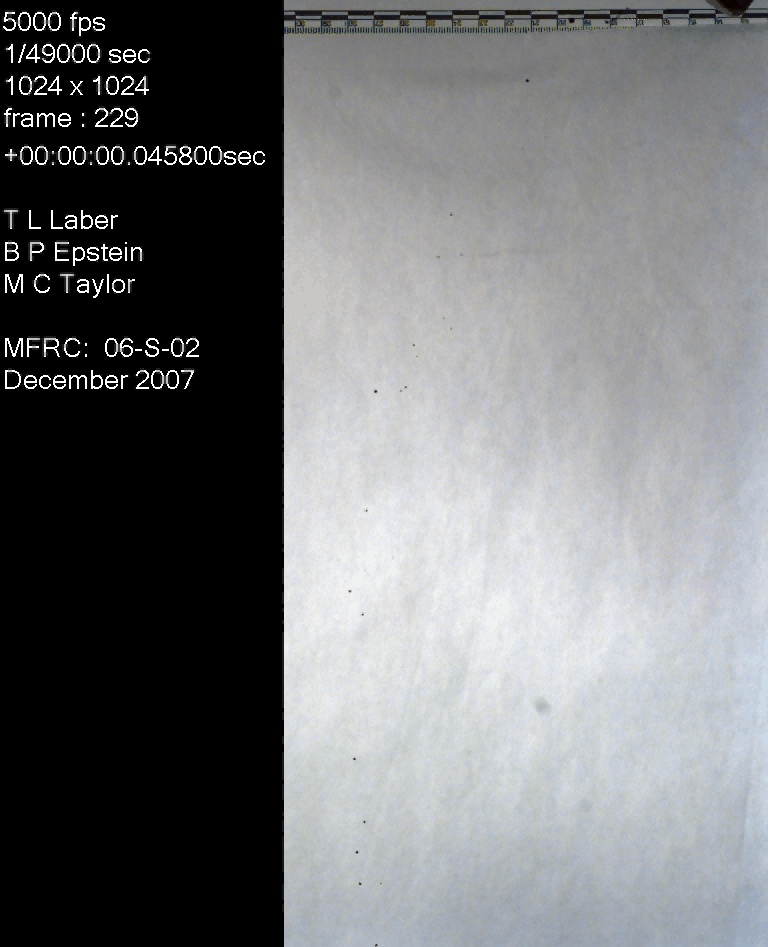 5000 fps
1/49000 sec
1024 x 1024
frame : 229
+00:00:00.045800sec
T L Laber
B P Epstein
M C Taylor
MFRC: 06-S-02
December 2007